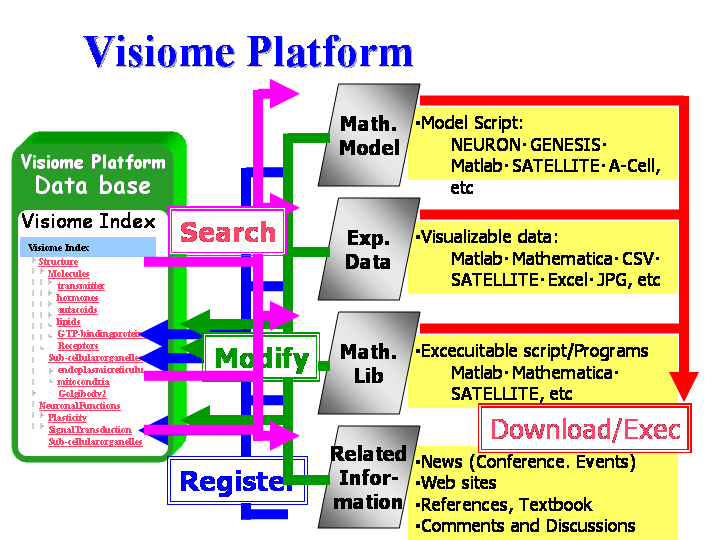 Visiome Platform
Visiome Platform
Data base
Visiome Index
Visiome Index
Structure
Molecules
transmitter
hormones
autacoids
lipids
GTP-bindingprotein
Receptors
Sub-cellularorganelles
endoplasmicreticulu
mitocondria
Golgibody2
NeuronalFunctions
Plasticity
SignalTransduction
Sub-cellularorganelles
Search
Modify
Register
Math.
Model
・Model Script:
NEURON・GENESIS・
Matlab・SATELLITE・A-Cell,
etc
Exp.
Data
・Visualizable data:
Matlab・Mathematica・CSV・
SATELLITE・Excel・JPG, etc
Math.
Lib
・Excecuitable script/Programs
Matlab・Mathematica・
SATELLITE, etc
Download/Exec
Related
Infor-
mation
・News (Conference. Events)
・Web sites
・References, Textbook
・Comments and Discussions